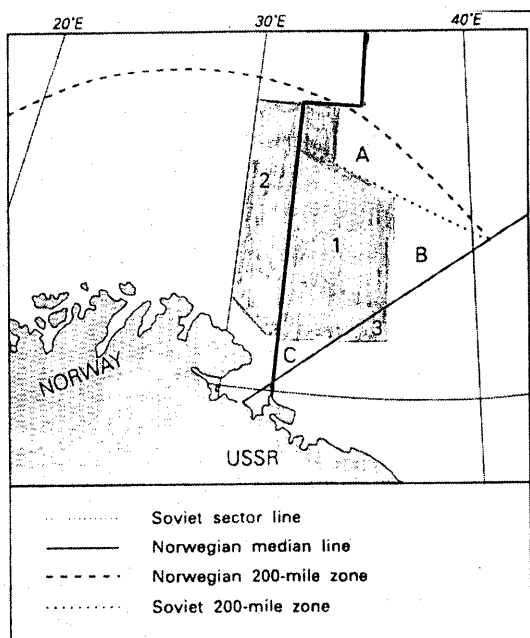 20°E 30°E 40°E
A
2
1
B
3
C
NORWAY
USSR
Soviet sector line
Norwegian median line
Norwegian 200-mile zone
Soviet 200-mile zone